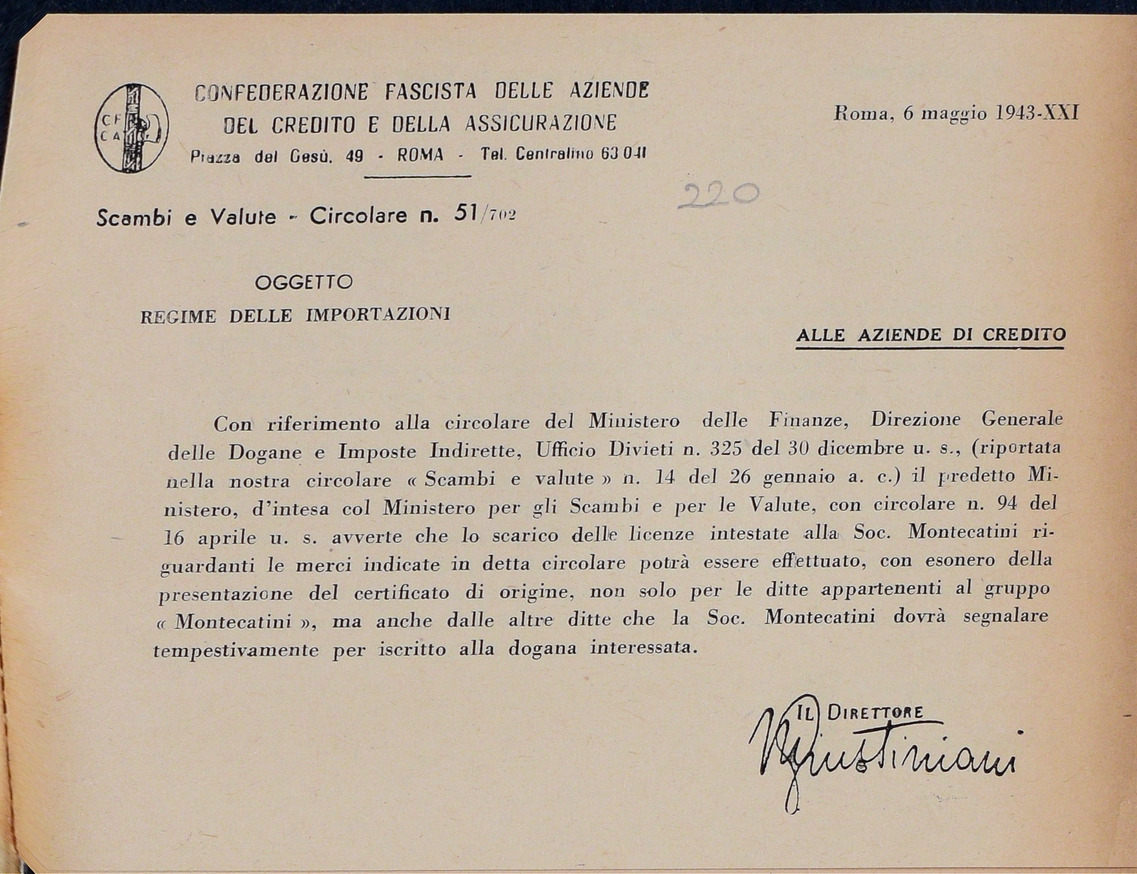 CF
CA
CONFEDERAZIONE FASCISTA DELLE AZIENDE
DEL CREDITO E DELLA ASSICURAZIONE
Piazza del Gesù, 49 - ROMA - Tel. Centralino 63 041
Roma, 6 maggio 1943-XXI
220
Scambi e Valute - Circolare n. 51/702
OGGETTO
REGIME DELLE IMPORTAZIONI
ALLE AZIENDE DI CREDITO
Con riferimento alla circolare del Ministero delle Finanze, Direzione Generale
delle Dogane e Imposte Indirette, Ufficio Divieti n. 325 del 30 dicembre u. s., (riportata
nella nostra circolare « Scambi e valute » n. 14 del 26 gennaio a. c.) il predetto Mi-
nistero, d'intesa col Ministero per gli Scambi e per le Valute, con circolare n. 94 del
16 aprile u. s. avverte che lo scarico delle licenze intestate alla Soc. Montecatini ri-
guardanti le merci indicate in detta circolare potrà essere effettuato, con esonero della
presentazione del certificato di origine, non solo per le ditte appartenenti al gruppo
« Montecatini », ma anche dalle altre ditte che la Soc. Montecatini dovrà segnalare
tempestivamente per iscritto alla dogana interessata.
IL DIRETTORE
Giustiniani